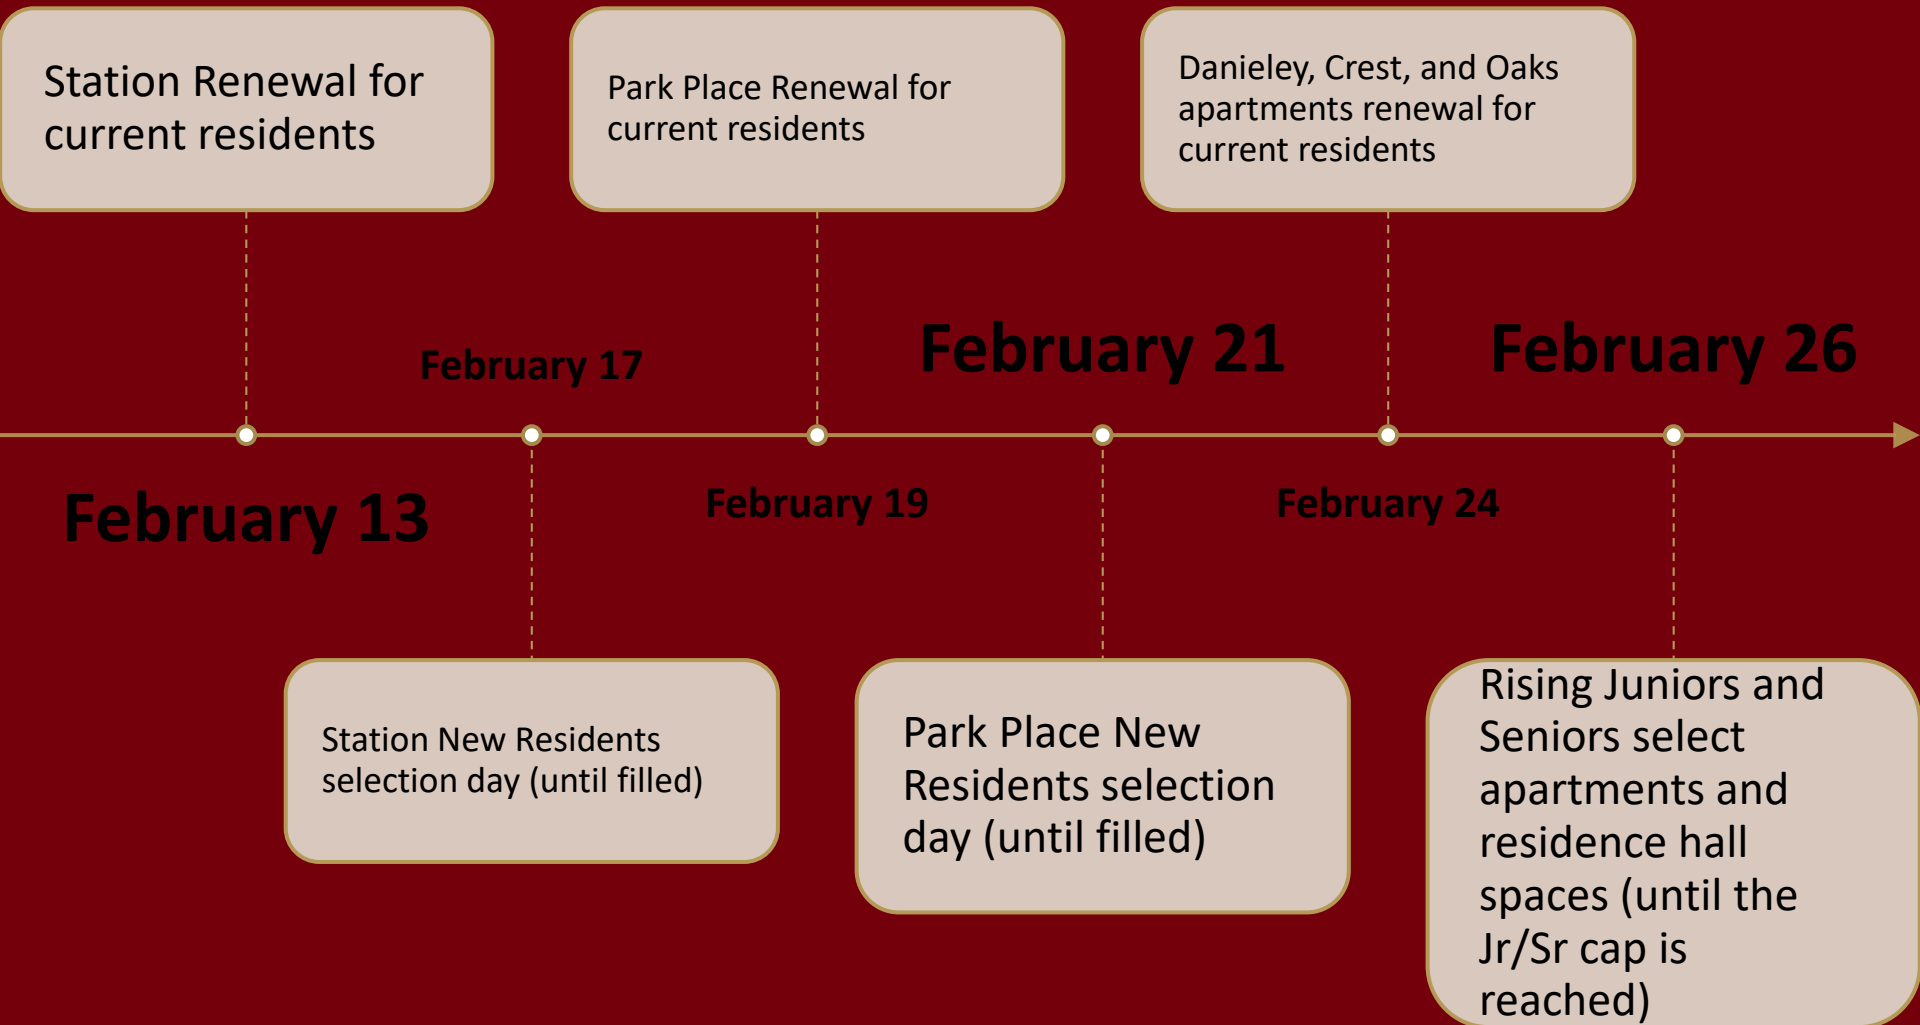 Station Renewal for
current residents
Park Place Renewal for
current residents
Danieley, Crest, and Oaks
apartments renewal for
current residents
February 17
February 21
February 26
February 13
February 19
February 24
Station New Residents
selection day (until filled)
Park Place New
Residents selection
day (until filled)
Rising Juniors and
Seniors select
apartments and
residence hall
spaces (until the
Jr/Sr cap is
reached)